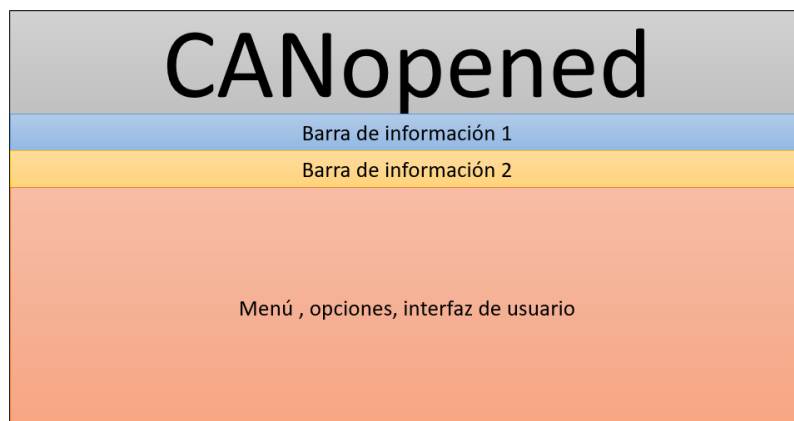 CANopened
Barra de información 1
Barra de información 2
Menú , opciones, interfaz de usuario